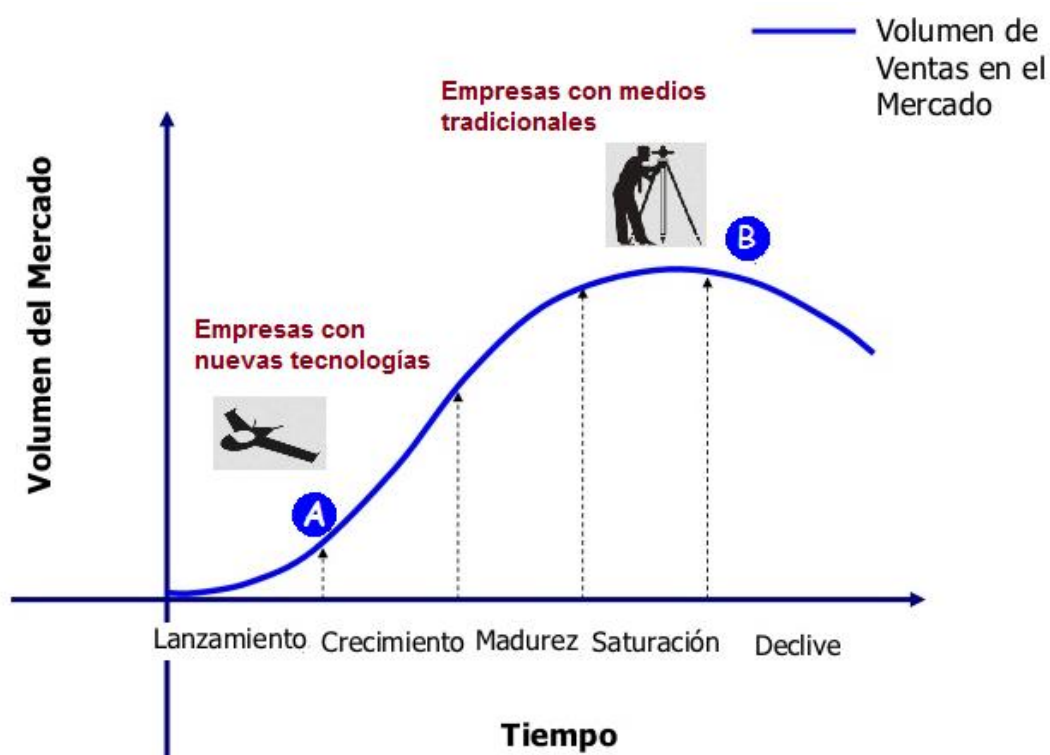 Volumen de
Ventas en el
Mercado
Empresas con medios
tradicionales
B
Volumen del Mercado
Empresas con
nuevas tecnologías
A
Lanzamiento Crecimiento Madurez Saturación Declive
Tiempo